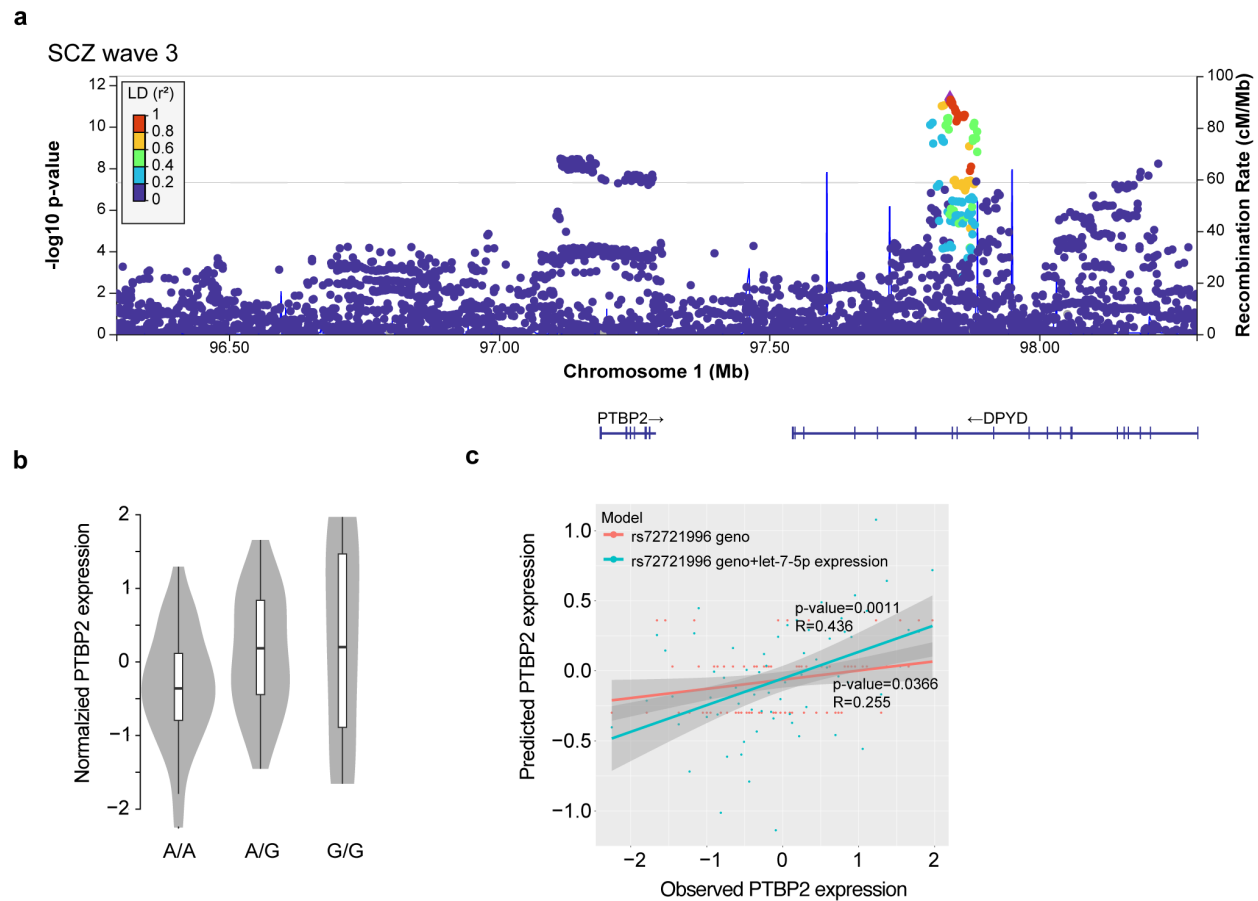 a
SCZ wave 3
LD (r²)
1
0.8
0.6
0.4
0.2
0
12
10
8
6
4
2
0
-log10 p-value
100
80
60
40
20
0
Recombination Rate (cM/Mb)
96.50 97.00 97.50 98.00
Chromosome 1 (Mb)
PTBP2→ ←DPYD
b
Normalzied PTBP2 expression
2
1
0
−1
−2
A/A A/G G/G
c
Predicted PTBP2 expression
1.0
0.5
0.0
−0.5
−1.0
Model
rs72721996 geno
rs72721996 geno+let-7-5p expression
p-value=0.0011
R=0.436
p-value=0.0366
R=0.255
−2 −1 0 1 2
Observed PTBP2 expression